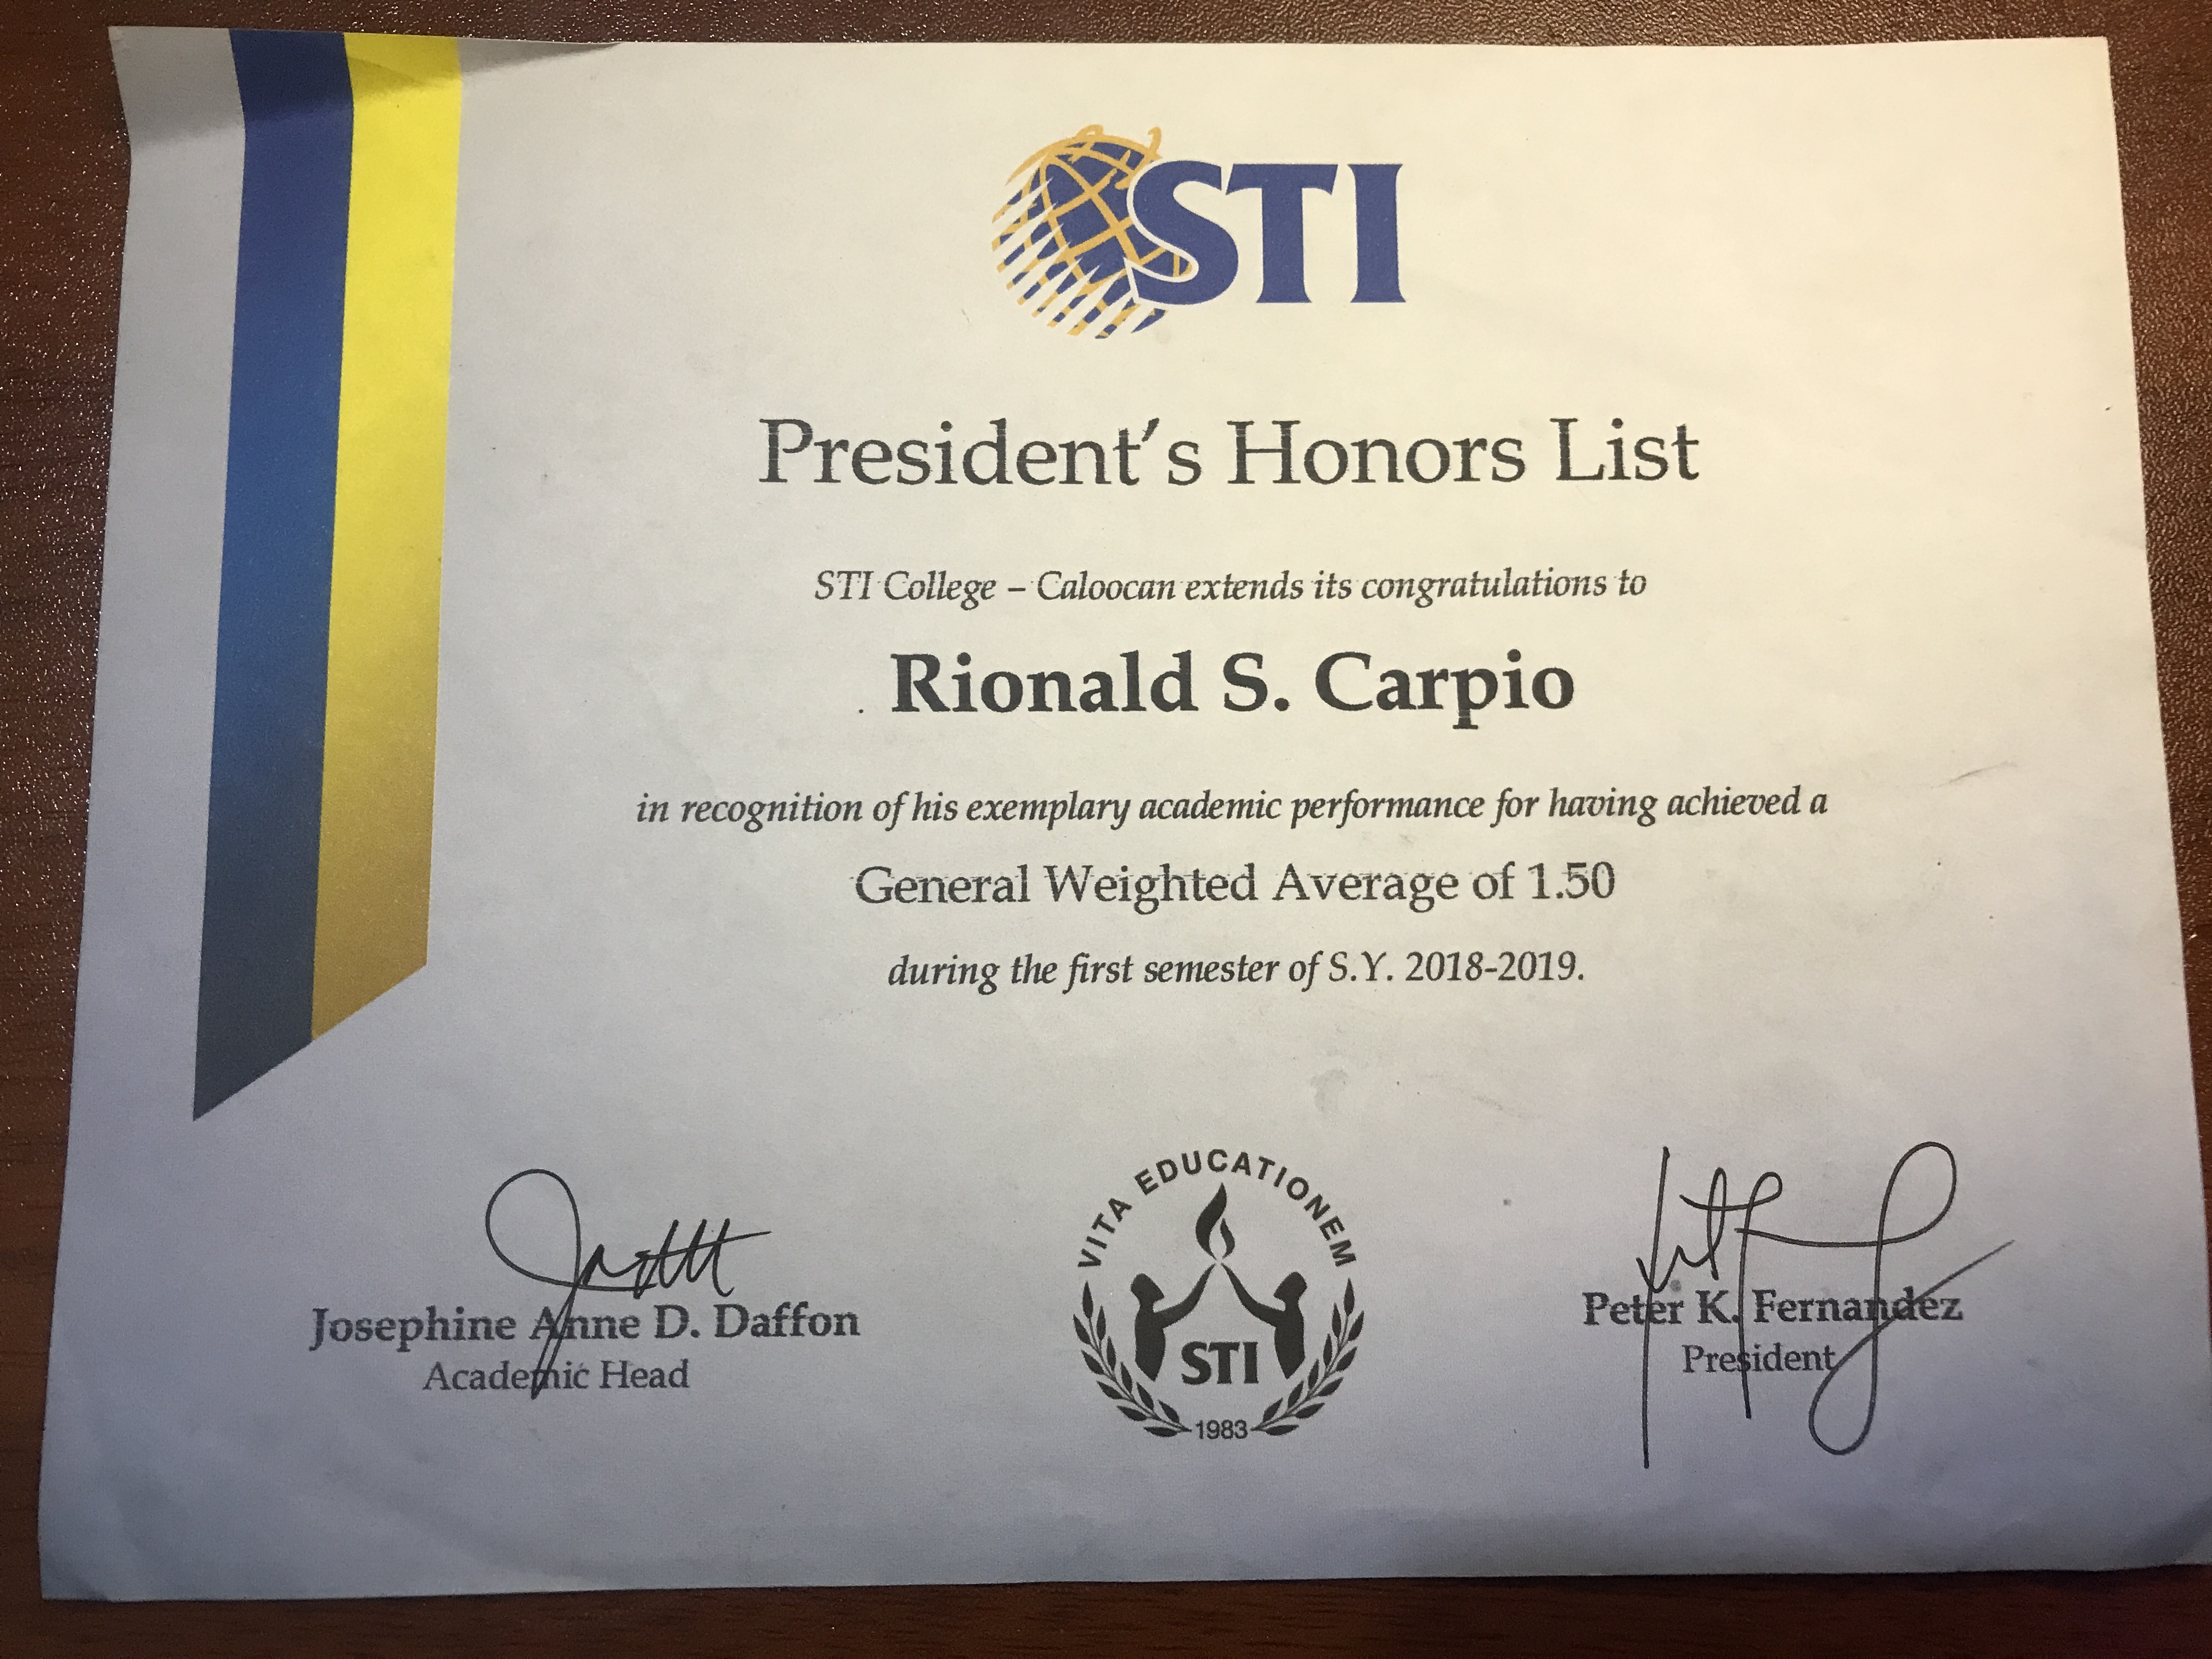 STI
President's Honors List
STI College – Caloocan extends its congratulations to
Rionald S. Carpio
in recognition of his exemplary academic performance for having achieved a
General Weighted Average of 1.50
during the first semester of S.Y. 2018-2019.
Josephine Anne D. Daffon
Academic Head
VITA EDUCATIONEM
STI
1983
Peter K. Fernandez
President